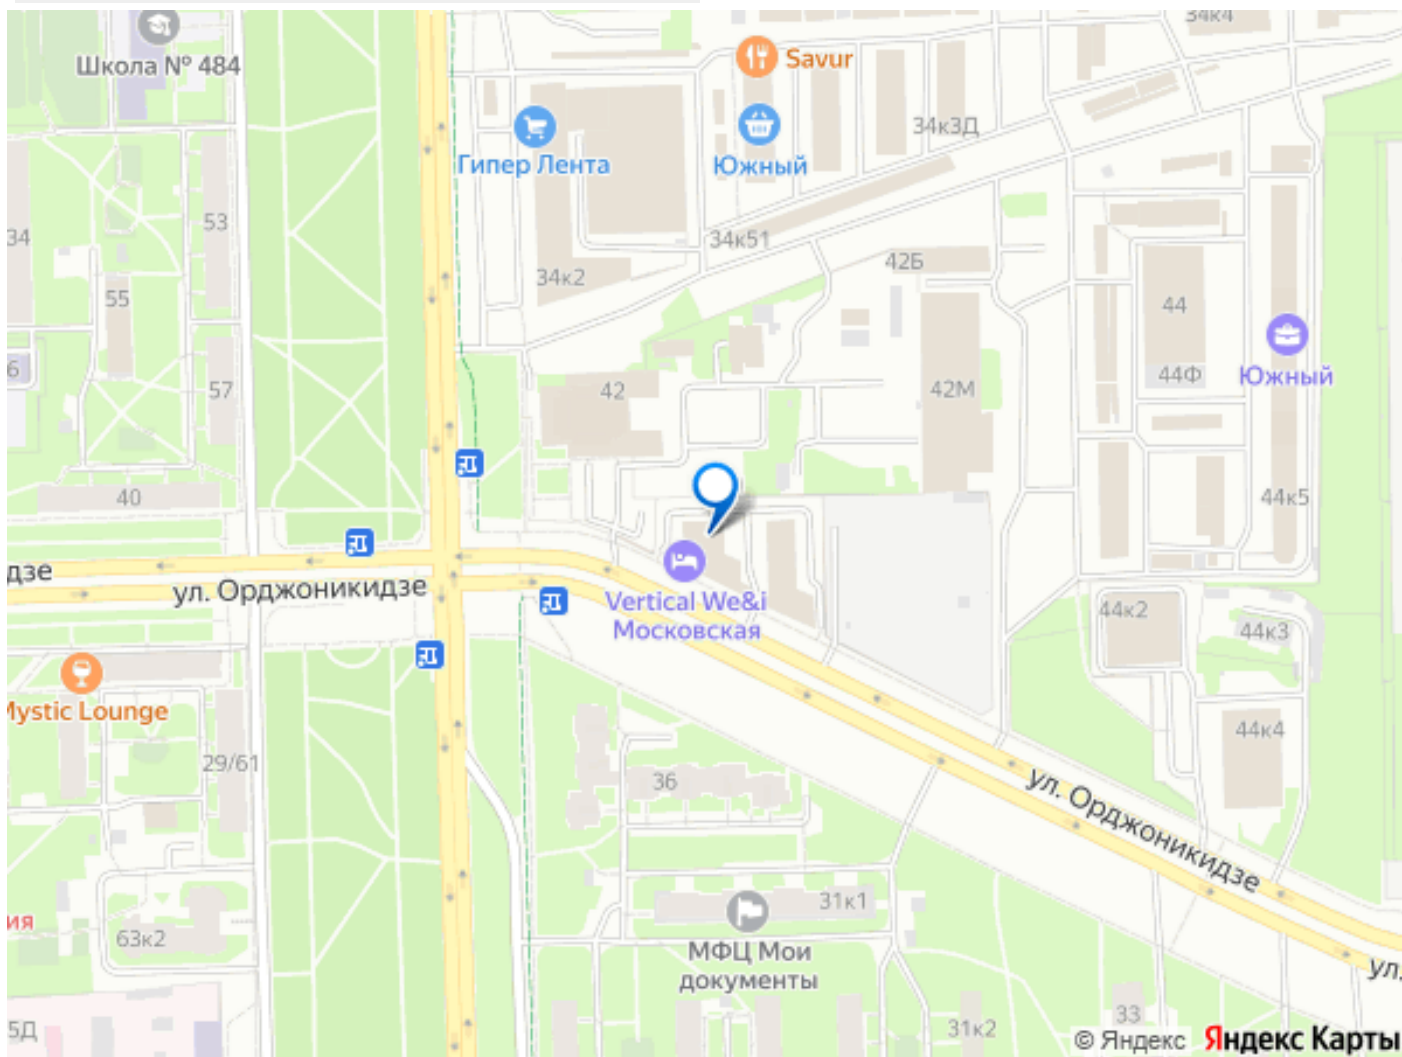 34к4
Школа № 484
Savur
34к3Д
Гипер Лента
Южный
53
34
34к51
42Б
34к2
55
44
6
57
42
42М
44Ф
Южный
40
44к5
дзе
ул. Орджоникидзе
Vertical We&i
Московская
44к2
44к3
Mystic Lounge
29/61
36
44к4
ул. Орджоникидзе
31к1
ия
63к2
МФЦ Мои
документы
ул.
5Д
31к2
33
© Яндекс Яндекс Карты